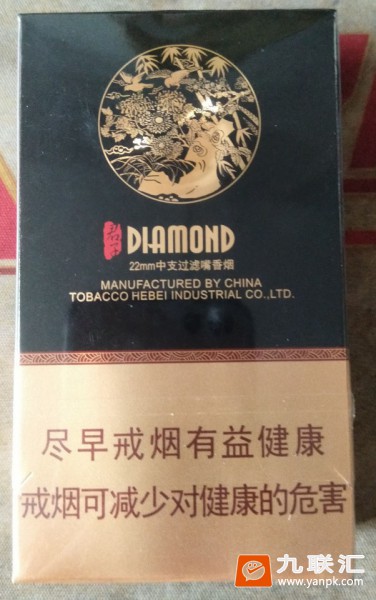 DIAMOND
22mm中支过滤嘴香烟
MANUFACTURED BY CHINA
TOBACCO HEBEI INDUSTRIAL CO.,LTD.
尽早戒烟有益健康
戒烟可减少对健康的危害
九联汇
www.yanpk.com